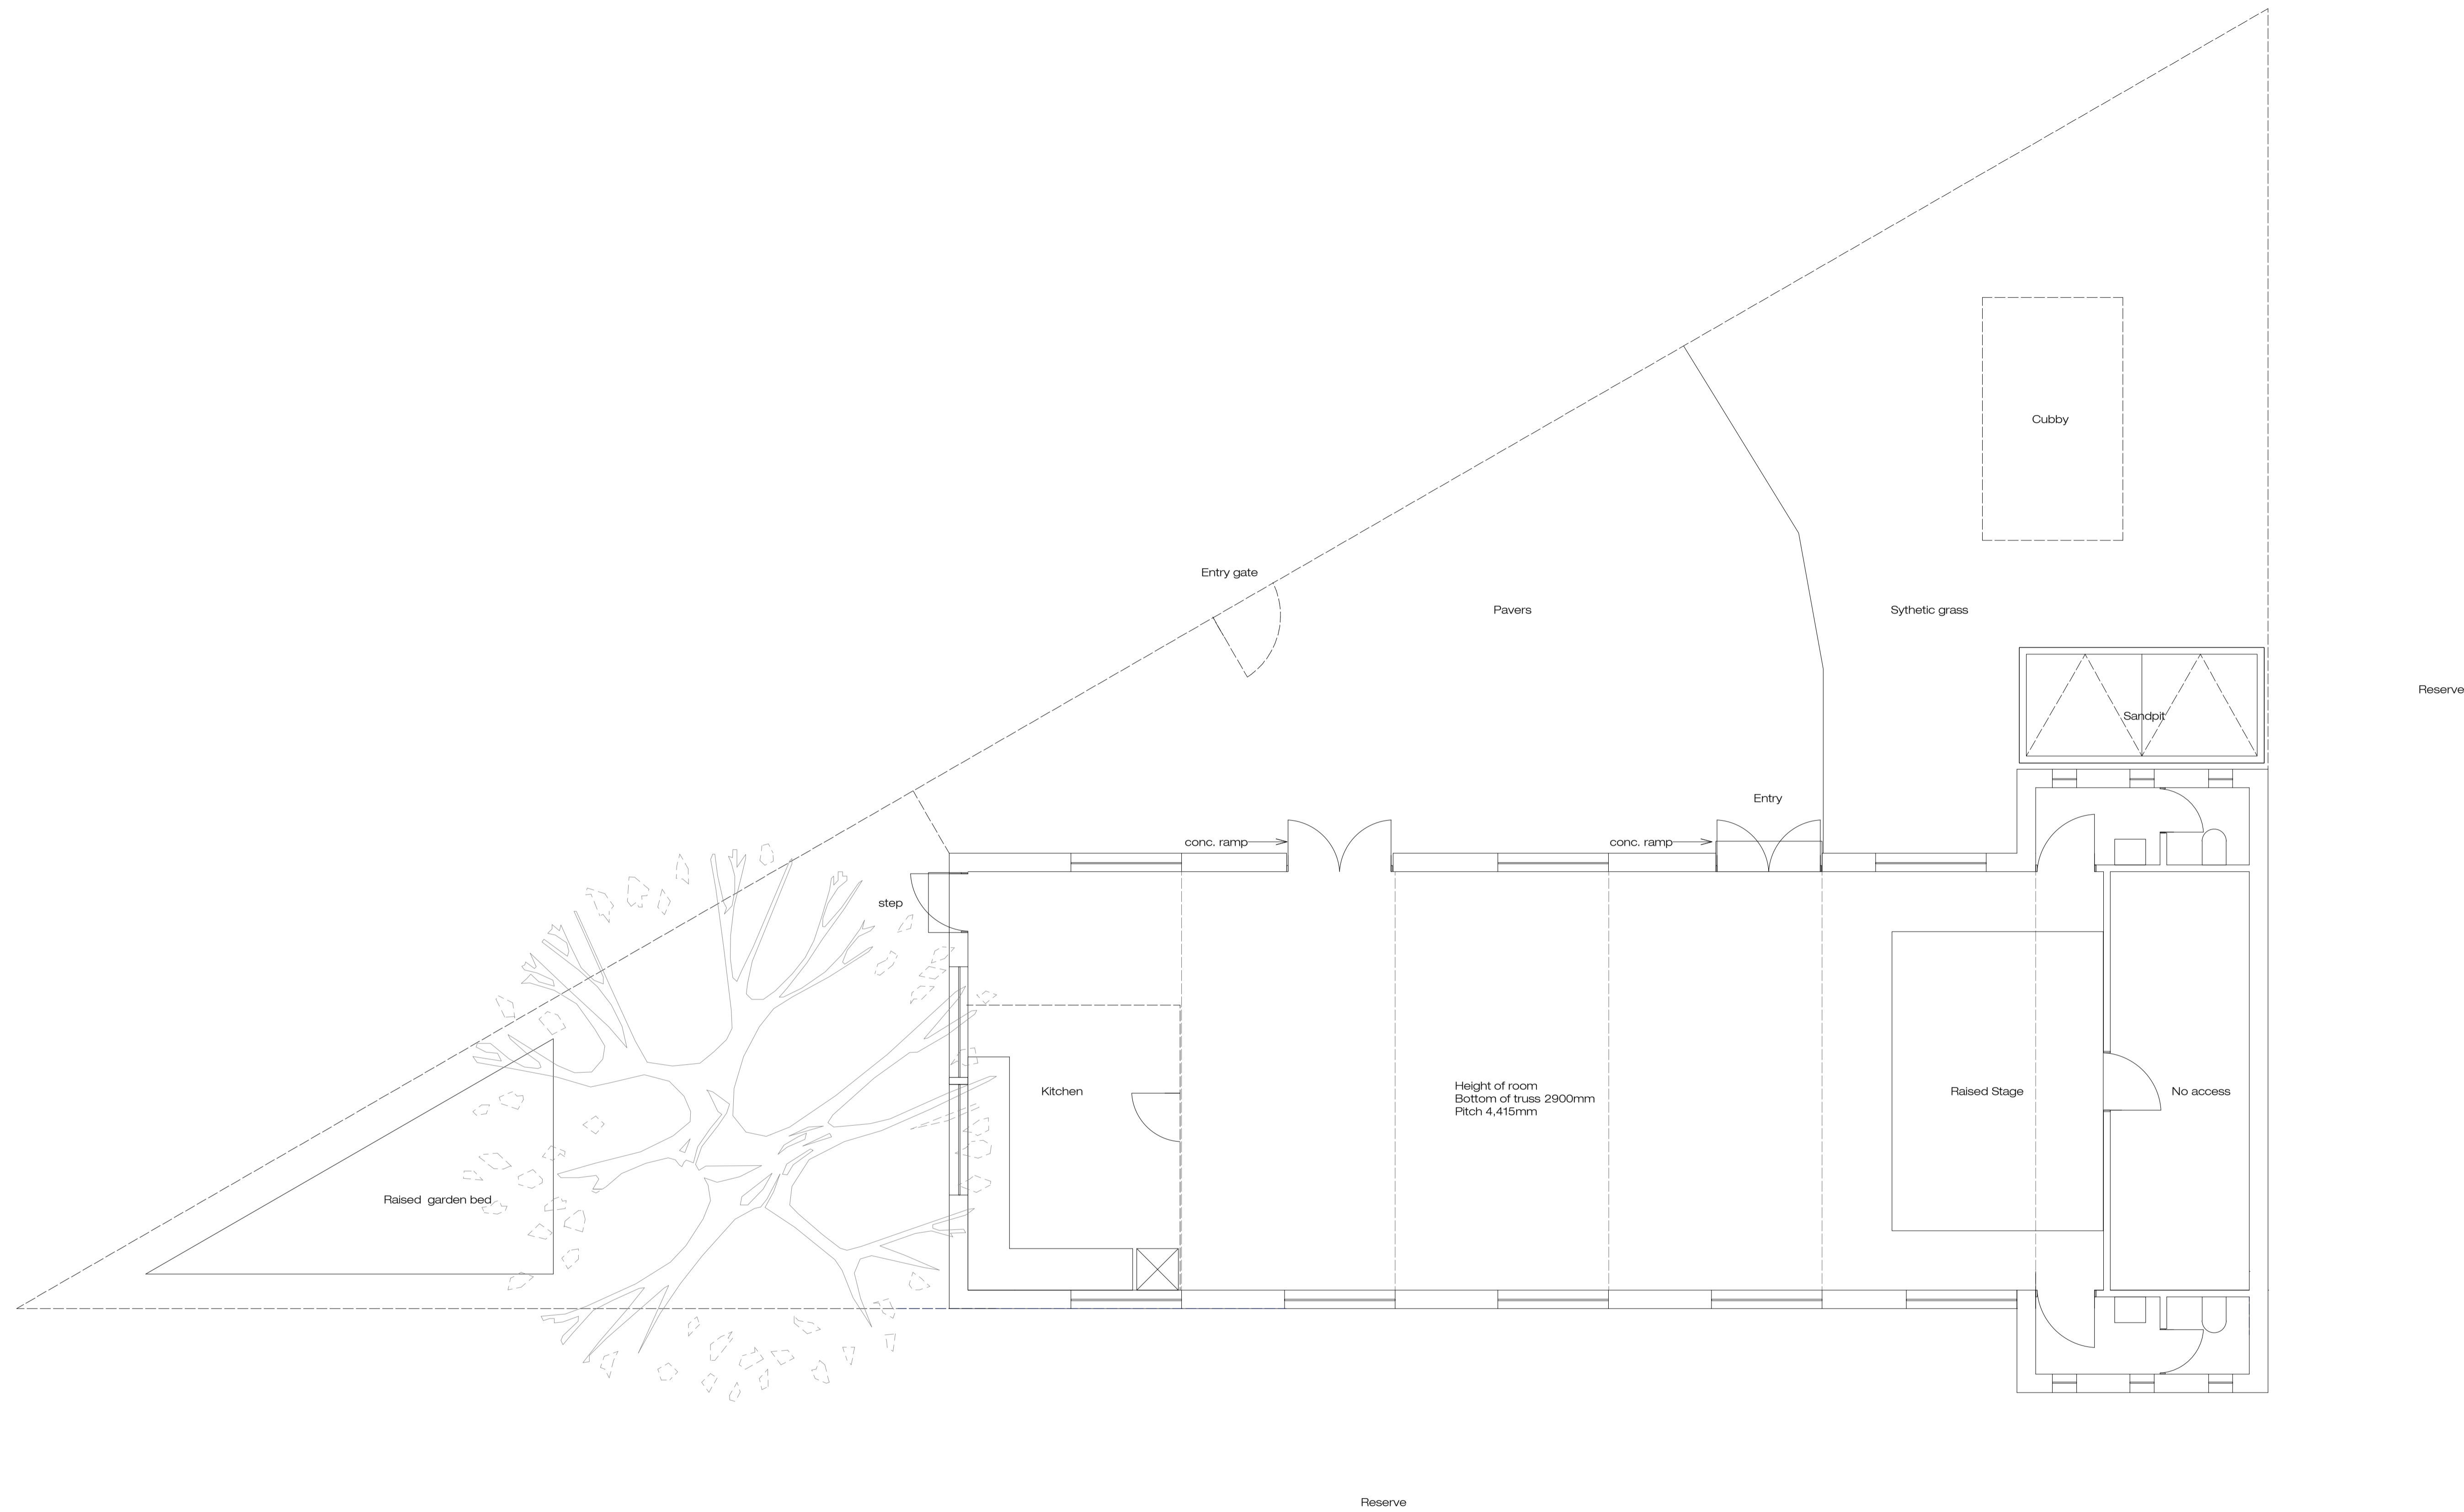 Cubby
Entry gate
Pavers
Sythetic grass
Reserve
Sandpit
Entry
conc. ramp
conc. ramp
step
Kitchen
Height of room
Bottom of truss 2900mm
Pitch 4,415mm
Raised Stage
No access
Raised garden bed
Reserve